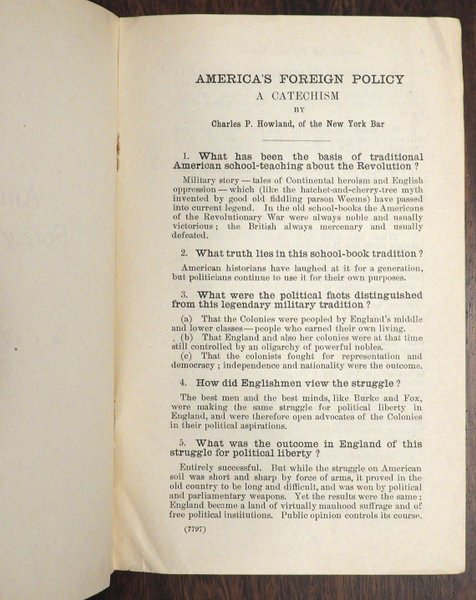 AMERICA'S FOREIGN POLICY
A CATECHISM
BY
Charles P. Howland, of the New York Bar
1. What has been the basis of traditional
American school-teaching about the Revolution ?
Military story — tales of Continental heroism and English
oppression — which (like the hatchet-and-cherry-tree myth
invented by good old fiddling parson Weems) have passed
into current legend. In the old school-books the Americans
of the Revolutionary War were always noble and usually
victorious ; the British always mercenary and usually
defeated.
2. What truth lies in this school-book tradition ?
American historians have laughed at it for a generation,
but politicians continue to use it for their own purposes.
3. What were the political facts distinguished
from this legendary military tradition ?
(a) That the Colonies were peopled by England's middle
and lower classes — people who earned their own living.
(b) That England and also her colonies were at that time
still controlled by an oligarchy of powerful nobles.
(c) That the colonists fought for representation and
democracy ; independence and nationality were the outcome.
4. How did Englishmen view the struggle ?
The best men and the best minds, like Burke and Fox,
were making the same struggle for political liberty in
England, and were therefore open advocates of the Colonies
in their political aspirations.
5. What was the outcome in England of this
struggle for political liberty ?
Entirely successful. But while the struggle on American
soil was short and sharp by force of arms, it proved in the
old country to be long and difficult, and was won by political
and parliamentary weapons. Yet the results were the same ;
England became a land of virtually manhood suffrage and of
free political institutions. Public opinion controls its course.
(7797)